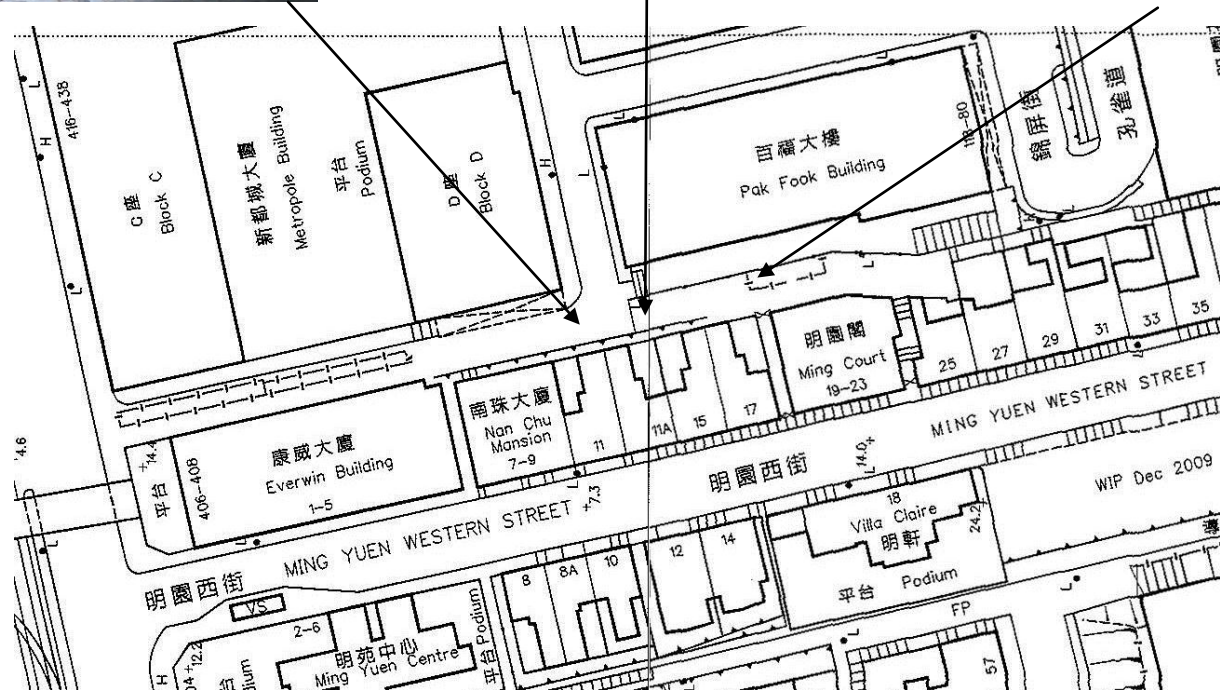 416-438
H
L
C座
Block C
新都城大廈
Metropole Building
平台
Podium
D座
Block D
H
L
L
百福大樓
Pak Fook Building
錦屏街
孔雀道
L
L
明園閣
Ming Court
19-23
25
27
29
31
33
35
南珠大廈
Nan Chu
Mansion
7-9
11
11A
15
17
康威大廈
Everwin Building
1-5
平台
14.4
406-408
4.6
L
L
L
明園西街
MING YUEN WESTERN STREET
7.3
明園西街
14.0
L
MING YUEN WESTERN STREET
L
WIP Dec 2009
18
Villa Claire
明軒
24.2
平台 Podium
FP
L
L
57
8
8A
10
12
14
VS
2-6
12.2
H
明苑中心
Ming Yuen Centre
平台 Podium
L